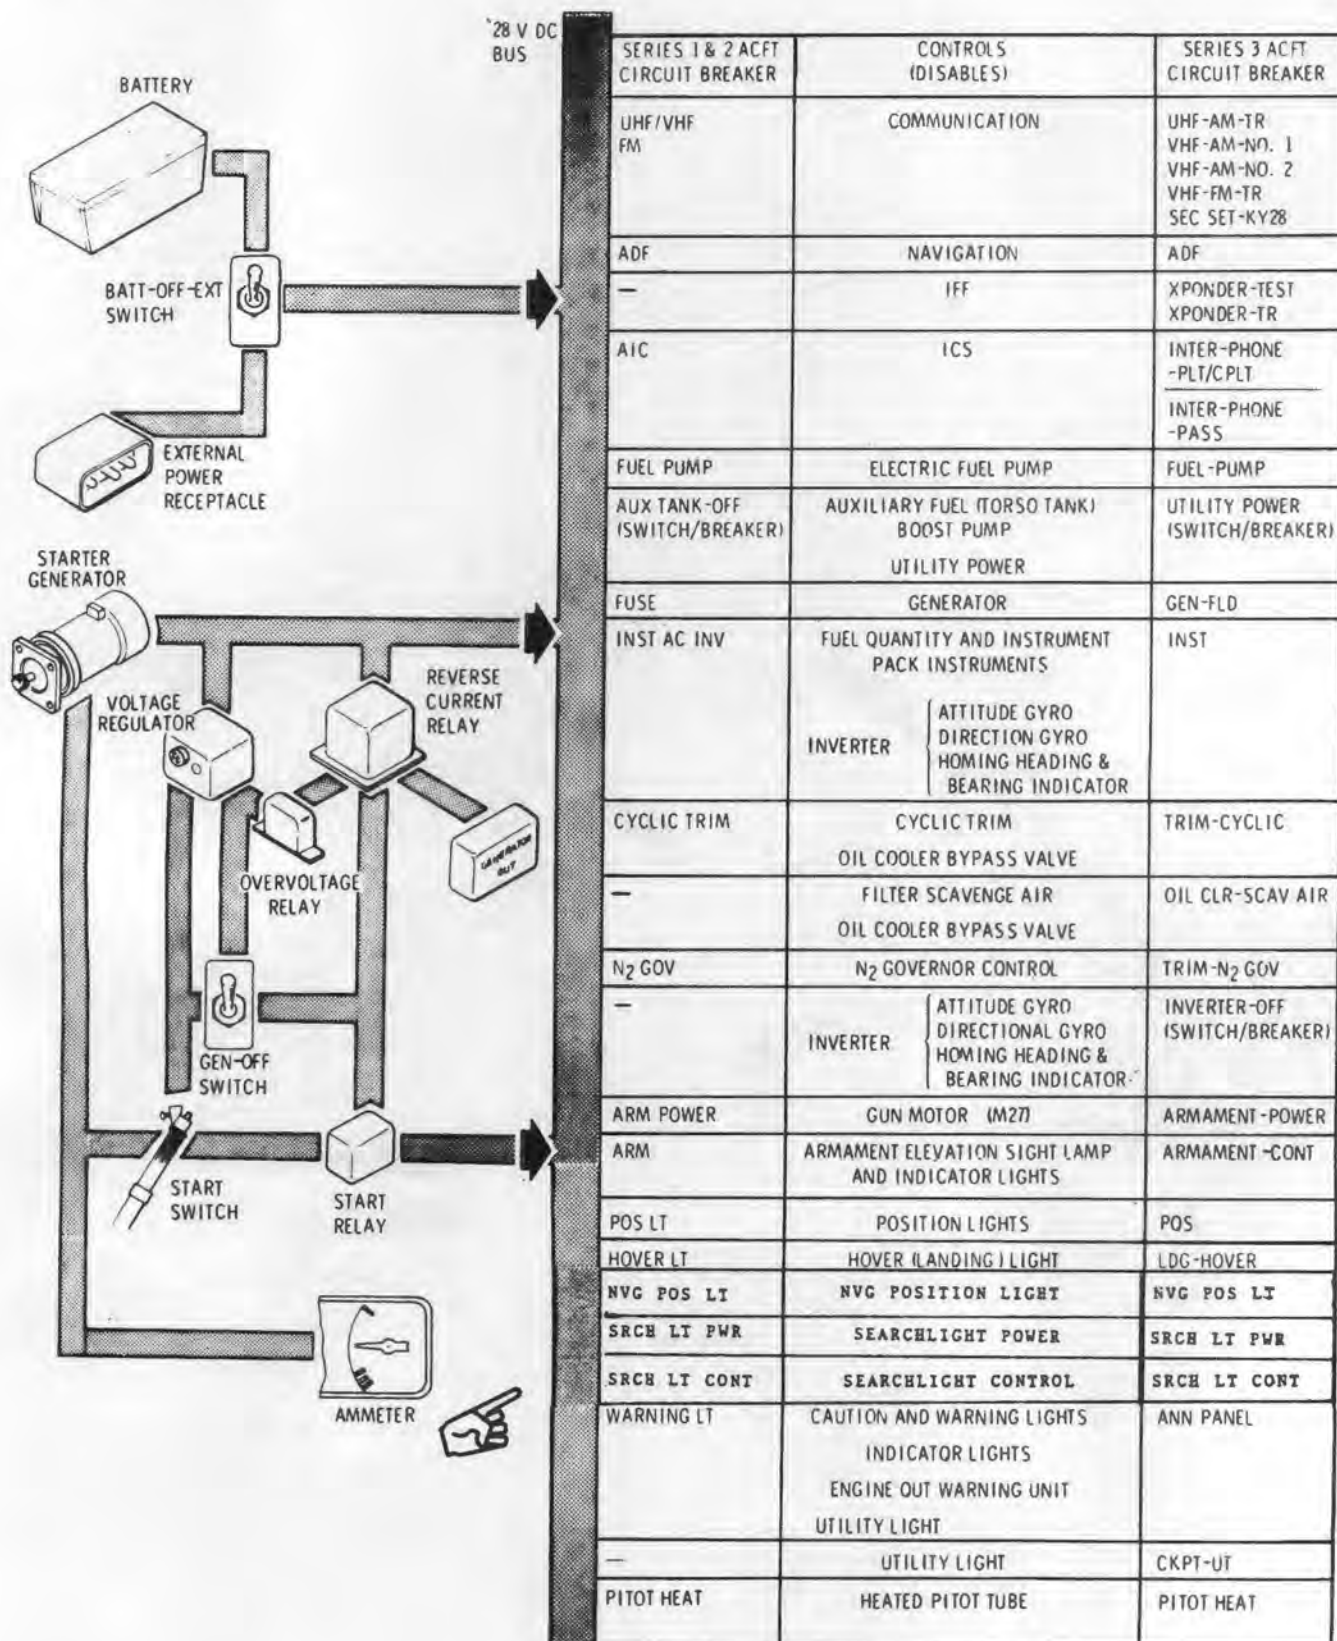 28 V DC
BUS
BATTERY
BATT-OFF-EXT
SWITCH
EXTERNAL
POWER
RECEPTACLE
STARTER
GENERATOR
VOLTAGE
REGULATOR
REVERSE
CURRENT
RELAY
OVERVOLTAGE
RELAY
GENERATOR
OUT
GEN-OFF
SWITCH
START
SWITCH
START
RELAY
AMMETER
SERIES 1 & 2 ACFT
CIRCUIT BREAKER
CONTROLS
(DISABLES)
SERIES 3 ACFT
CIRCUIT BREAKER
UHF/VHF
FM
COMMUNICATION
UHF-AM-TR
VHF-AM-NO. 1
VHF-AM-NO. 2
VHF-FM-TR
SEC SET-KY28
ADF
NAVIGATION
ADF
—
IFF
XPONDER-TEST
XPONDER-TR
AIC
ICS
INTER-PHONE
-PLT/CPLT
INTER-PHONE
-PASS
FUEL PUMP
ELECTRIC FUEL PUMP
FUEL-PUMP
AUX TANK-OFF
(SWITCH/BREAKER)
AUXILIARY FUEL (TORSO TANK)
BOOST PUMP
UTILITY POWER
UTILITY POWER
(SWITCH/BREAKER)
FUSE
GENERATOR
GEN-FLD
INST AC INV
FUEL QUANTITY AND INSTRUMENT
PACK INSTRUMENTS
INVERTER
ATTITUDE GYRO
DIRECTION GYRO
HOMING HEADING &
BEARING INDICATOR
INST
CYCLIC TRIM
CYCLIC TRIM
OIL COOLER BYPASS VALVE
TRIM-CYCLIC
—
FILTER SCAVENGE AIR
OIL COOLER BYPASS VALVE
OIL CLR-SCAV AIR
N2 GOV
N2 GOVERNOR CONTROL
TRIM-N2 GOV
—
INVERTER
ATTITUDE GYRO
DIRECTIONAL GYRO
HOMING HEADING &
BEARING INDICATOR
INVERTER-OFF
(SWITCH/BREAKER)
ARM POWER
GUN MOTOR (M27)
ARMAMENT-POWER
ARM
ARMAMENT ELEVATION SIGHT LAMP
AND INDICATOR LIGHTS
ARMAMENT-CONT
POS LT
POSITION LIGHTS
POS
HOVER LT
HOVER (LANDING) LIGHT
LDG-HOVER
NVG POS LT
NVG POSITION LIGHT
NVG POS LT
SRCH LT PWR
SEARCHLIGHT POWER
SRCH LT PWR
SRCH LT CONT
SEARCHLIGHT CONTROL
SRCH LT CONT
WARNING LT
CAUTION AND WARNING LIGHTS
INDICATOR LIGHTS
ENGINE OUT WARNING UNIT
UTILITY LIGHT
ANN PANEL
—
UTILITY LIGHT
CKPT-UT
PITOT HEAT
HEATED PITOT TUBE
PITOT HEAT